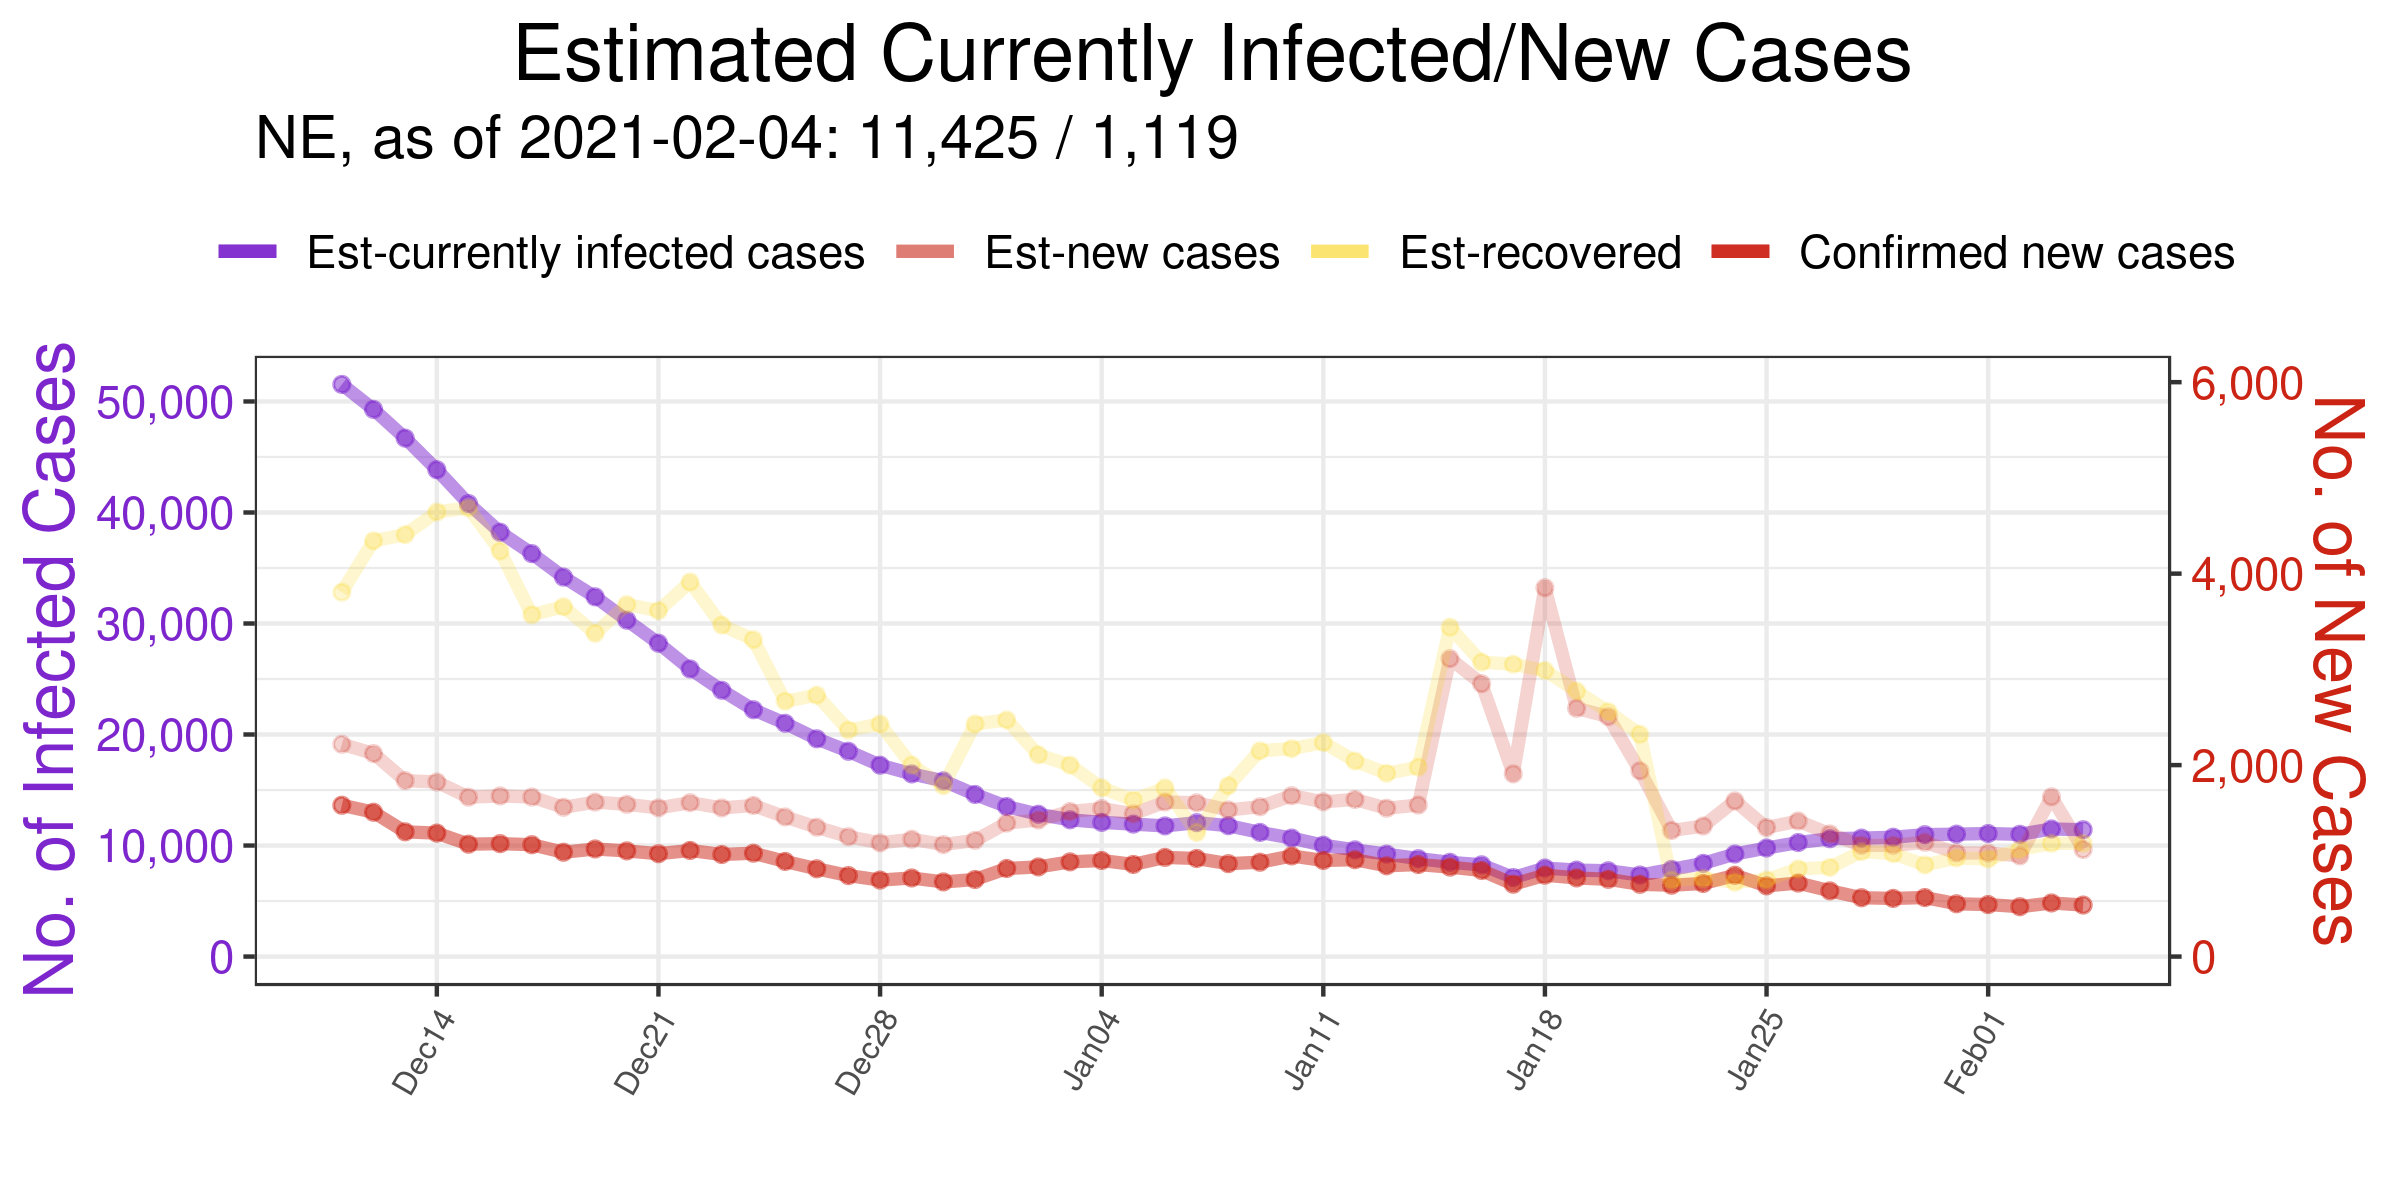 Estimated Currently Infected/New Cases
NE, as of 2021-02-04: 11,425 / 1,119
Est-currently infected cases Est-new cases Est-recovered Confirmed new cases
No. of Infected Cases
50,000
40,000
30,000
20,000
10,000
0
6,000
4,000
2,000
0
No. of New Cases
Dec14 Dec21 Dec28 Jan04 Jan11 Jan18 Jan25 Feb01